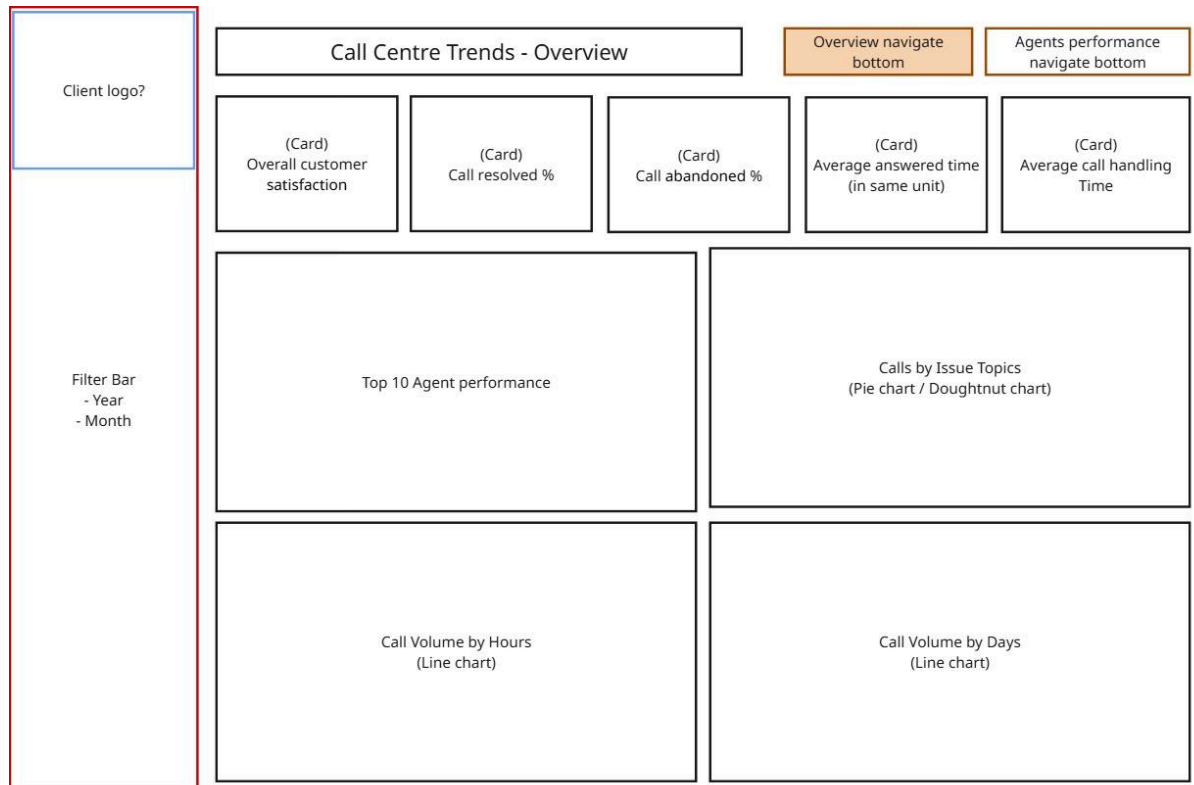 Client logo?
Filter Bar
- Year
- Month
Call Centre Trends - Overview
Overview navigate
bottom
Agents performance
navigate bottom
(Card)
Overall customer
satisfaction
(Card)
Call resolved %
(Card)
Call abandoned %
(Card)
Average answered time
(in same unit)
(Card)
Average call handling
Time
Top 10 Agent performance
Calls by Issue Topics
(Pie chart / Doughtnut chart)
Call Volume by Hours
(Line chart)
Call Volume by Days
(Line chart)